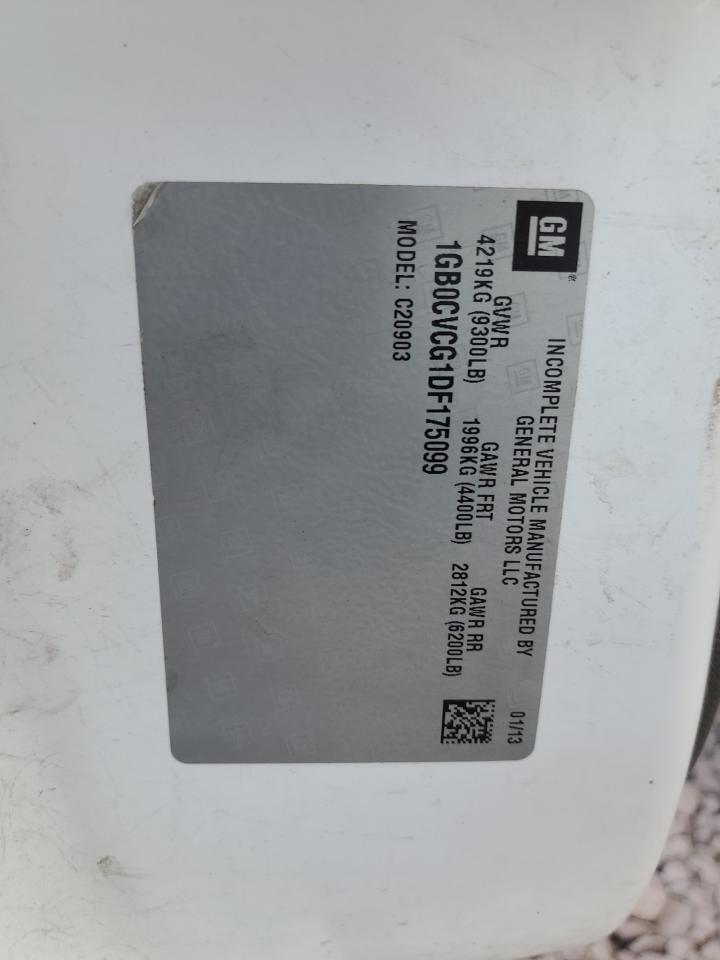 GM
INCOMPLETE VEHICLE MANUFACTURED BY
GENERAL MOTORS LLC
01/13
GVWR GAWR FRT GAWR RR
4219KG (9300LB) 1996KG (4400LB) 2812KG (6200LB)
1GB0CVCG1DF175099
MODEL: C20903